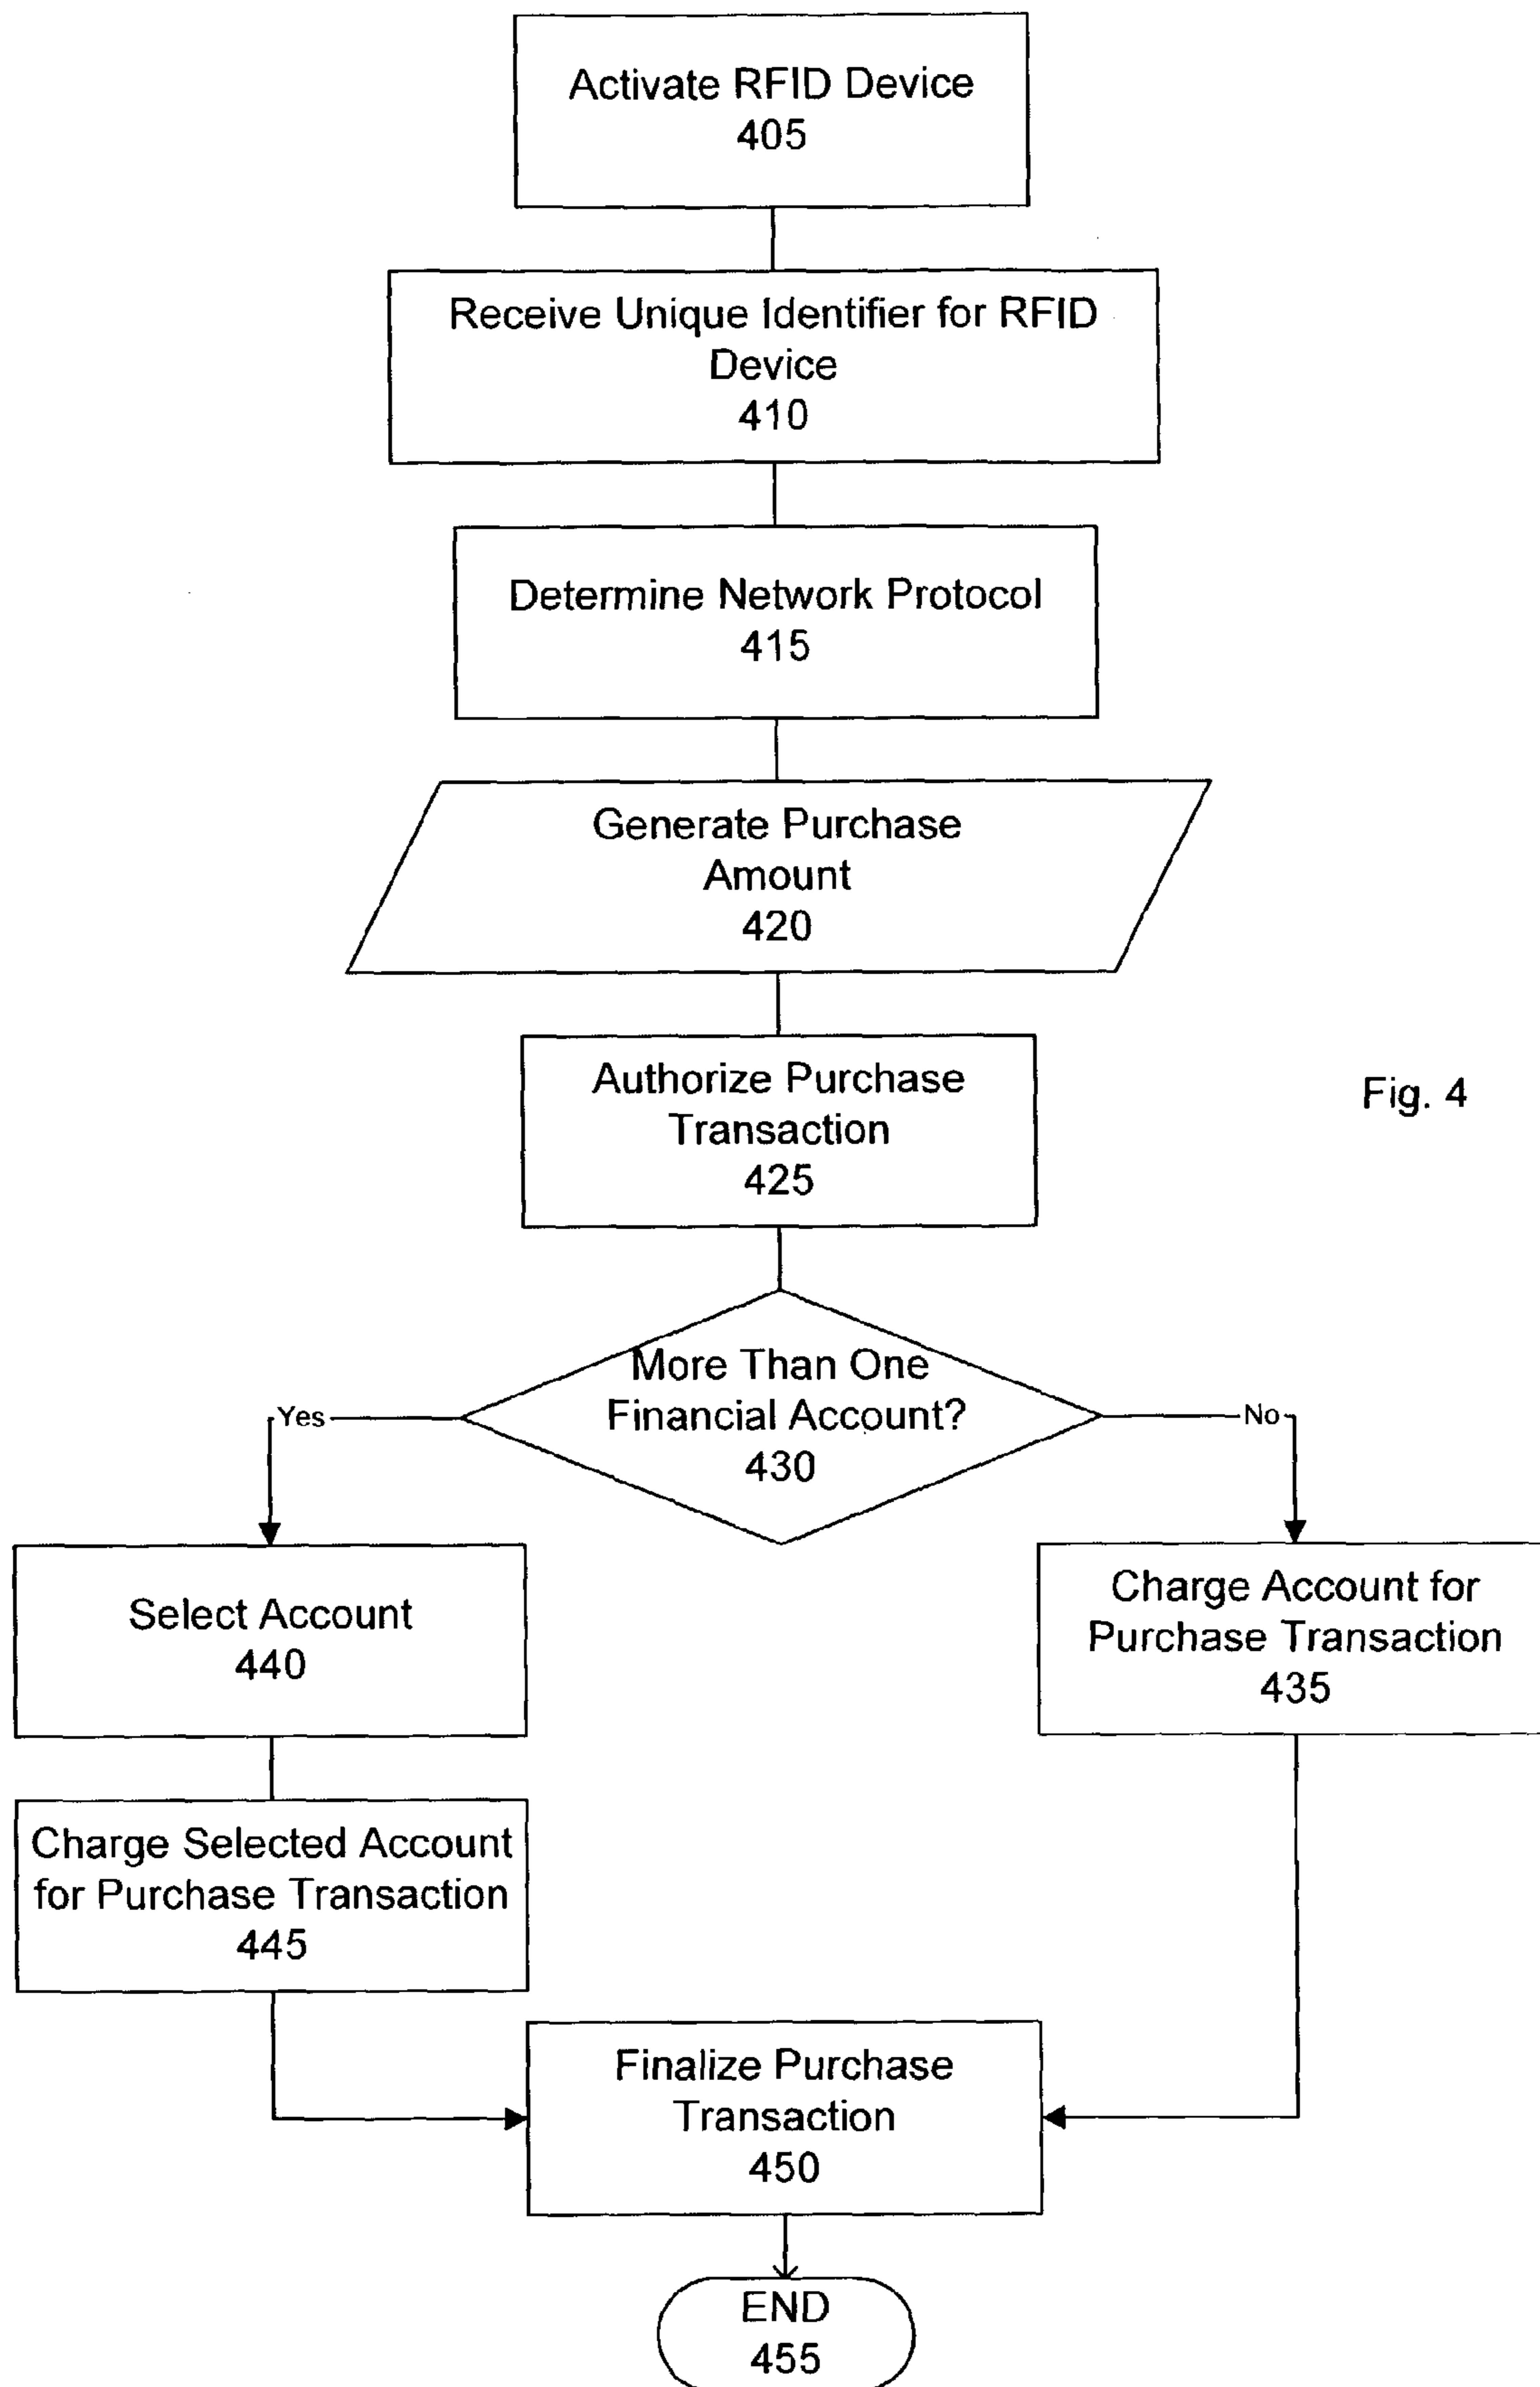 Activate RFID Device
405
Receive Unique Identifier for RFID
Device
410
Determine Network Protocol
415
Generate Purchase
Amount
420
Authorize Purchase
Transaction
425
Fig. 4
More Than One
Financial Account?
430
Yes
No
Select Account
440
Charge Account for
Purchase Transaction
435
Charge Selected Account
for Purchase Transaction
445
Finalize Purchase
Transaction
450
END
455